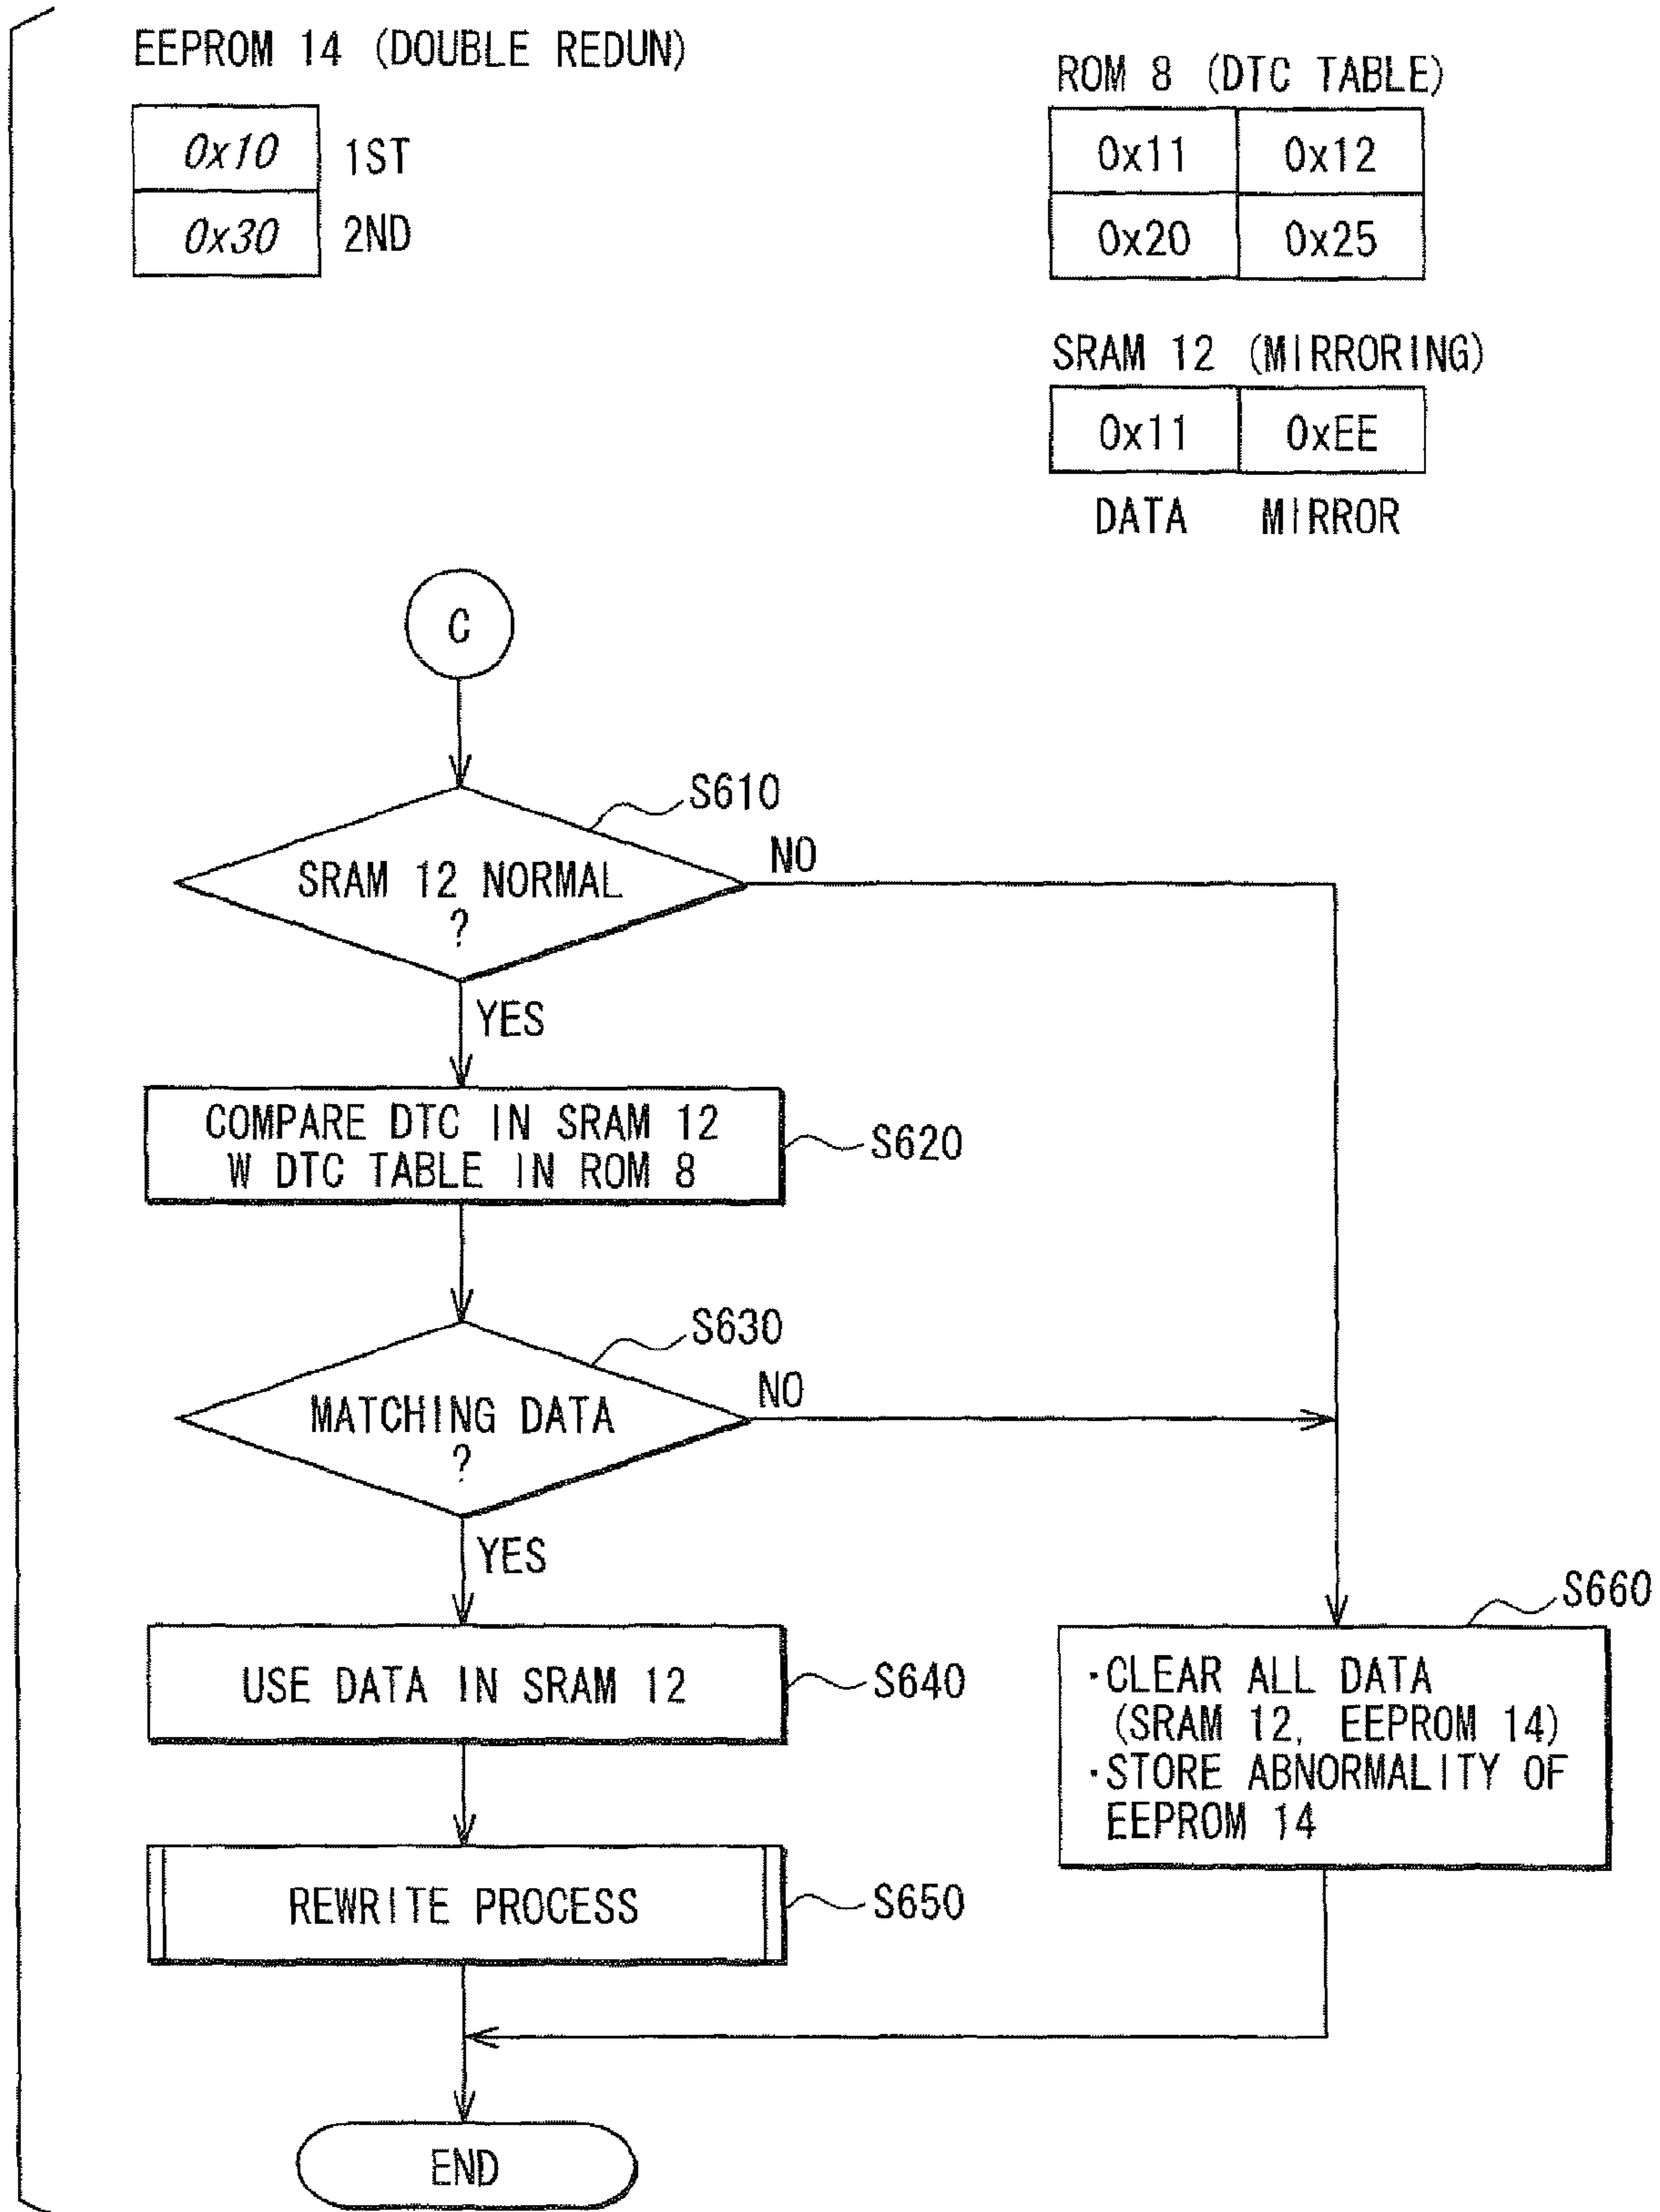 EEPROM 14 (DOUBLE REDUN)
0x10 1ST
0x30 2ND
ROM 8 (DTC TABLE)
0x11 0x12
0x20 0x25
SRAM 12 (MIRRORING)
0x11 0xEE
DATA MIRROR
C
S610
SRAM 12 NORMAL
?
NO
YES
COMPARE DTC IN SRAM 12
W DTC TABLE IN ROM 8
S620
S630
MATCHING DATA
?
NO
YES
USE DATA IN SRAM 12
S640
S660
・CLEAR ALL DATA
(SRAM 12, EEPROM 14)
・STORE ABNORMALITY OF
EEPROM 14
REWRITE PROCESS
S650
END